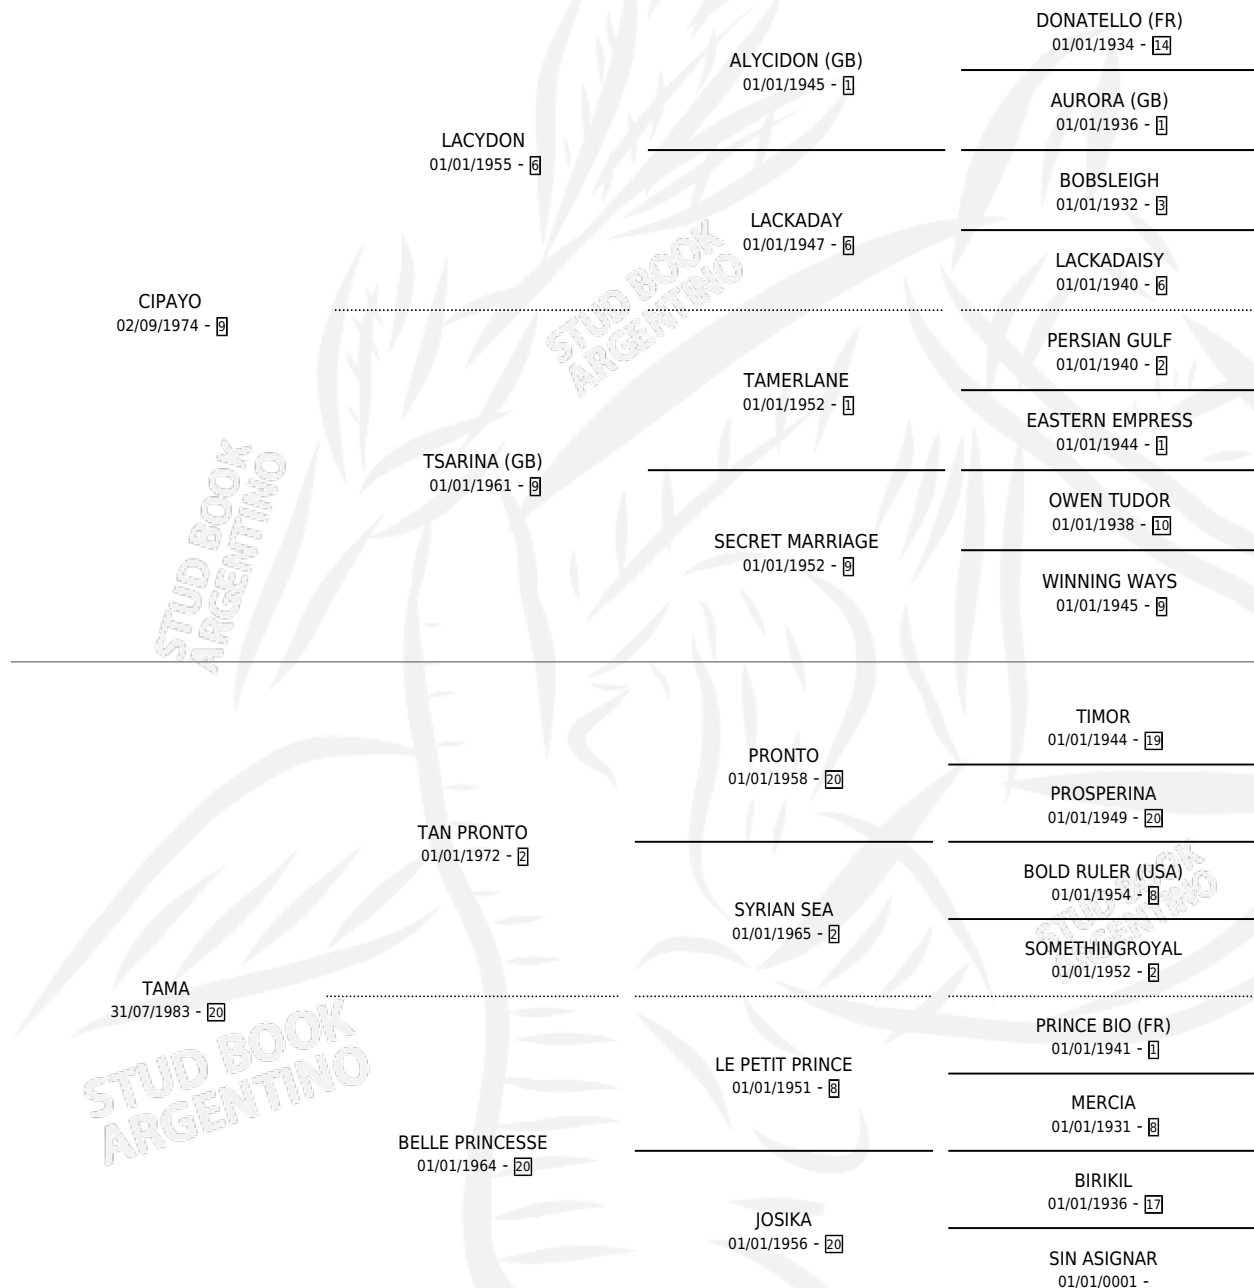 DONATELLO (FR)
01/01/1934 - 14
ALYCIDON (GB)
01/01/1945 - 1
AURORA (GB)
01/01/1936 - 1
LACYDON
01/01/1955 - 6
BOBSLEIGH
01/01/1932 - 3
LACKADAY
01/01/1947 - 6
LACKADAISY
01/01/1940 - 6
CIPAYO
02/09/1974 - 9
PERSIAN GULF
01/01/1940 - 2
TAMERLANE
01/01/1952 - 1
EASTERN EMPRESS
01/01/1944 - 1
TSARINA (GB)
01/01/1961 - 9
OWEN TUDOR
01/01/1938 - 10
SECRET MARRIAGE
01/01/1952 - 9
WINNING WAYS
01/01/1945 - 9
TIMOR
01/01/1944 - 19
PRONTO
01/01/1958 - 20
PROSPERINA
01/01/1949 - 20
TAN PRONTO
01/01/1972 - 2
BOLD RULER (USA)
01/01/1954 - 8
SYRIAN SEA
01/01/1965 - 2
SOMETHINGROYAL
01/01/1952 - 2
TAMA
31/07/1983 - 20
PRINCE BIO (FR)
01/01/1941 - 1
LE PETIT PRINCE
01/01/1951 - 8
MERCIA
01/01/1931 - 8
BELLE PRINCESSE
01/01/1964 - 20
BIRIKIL
01/01/1936 - 17
JOSIKA
01/01/1956 - 20
SIN ASIGNAR
01/01/0001 -
STUD BOOK
ARGENTINO
STUD BOOK
ARGENTINO
STUD BOOK
ARGENTINO
STUD BOOK
ARGENTINO